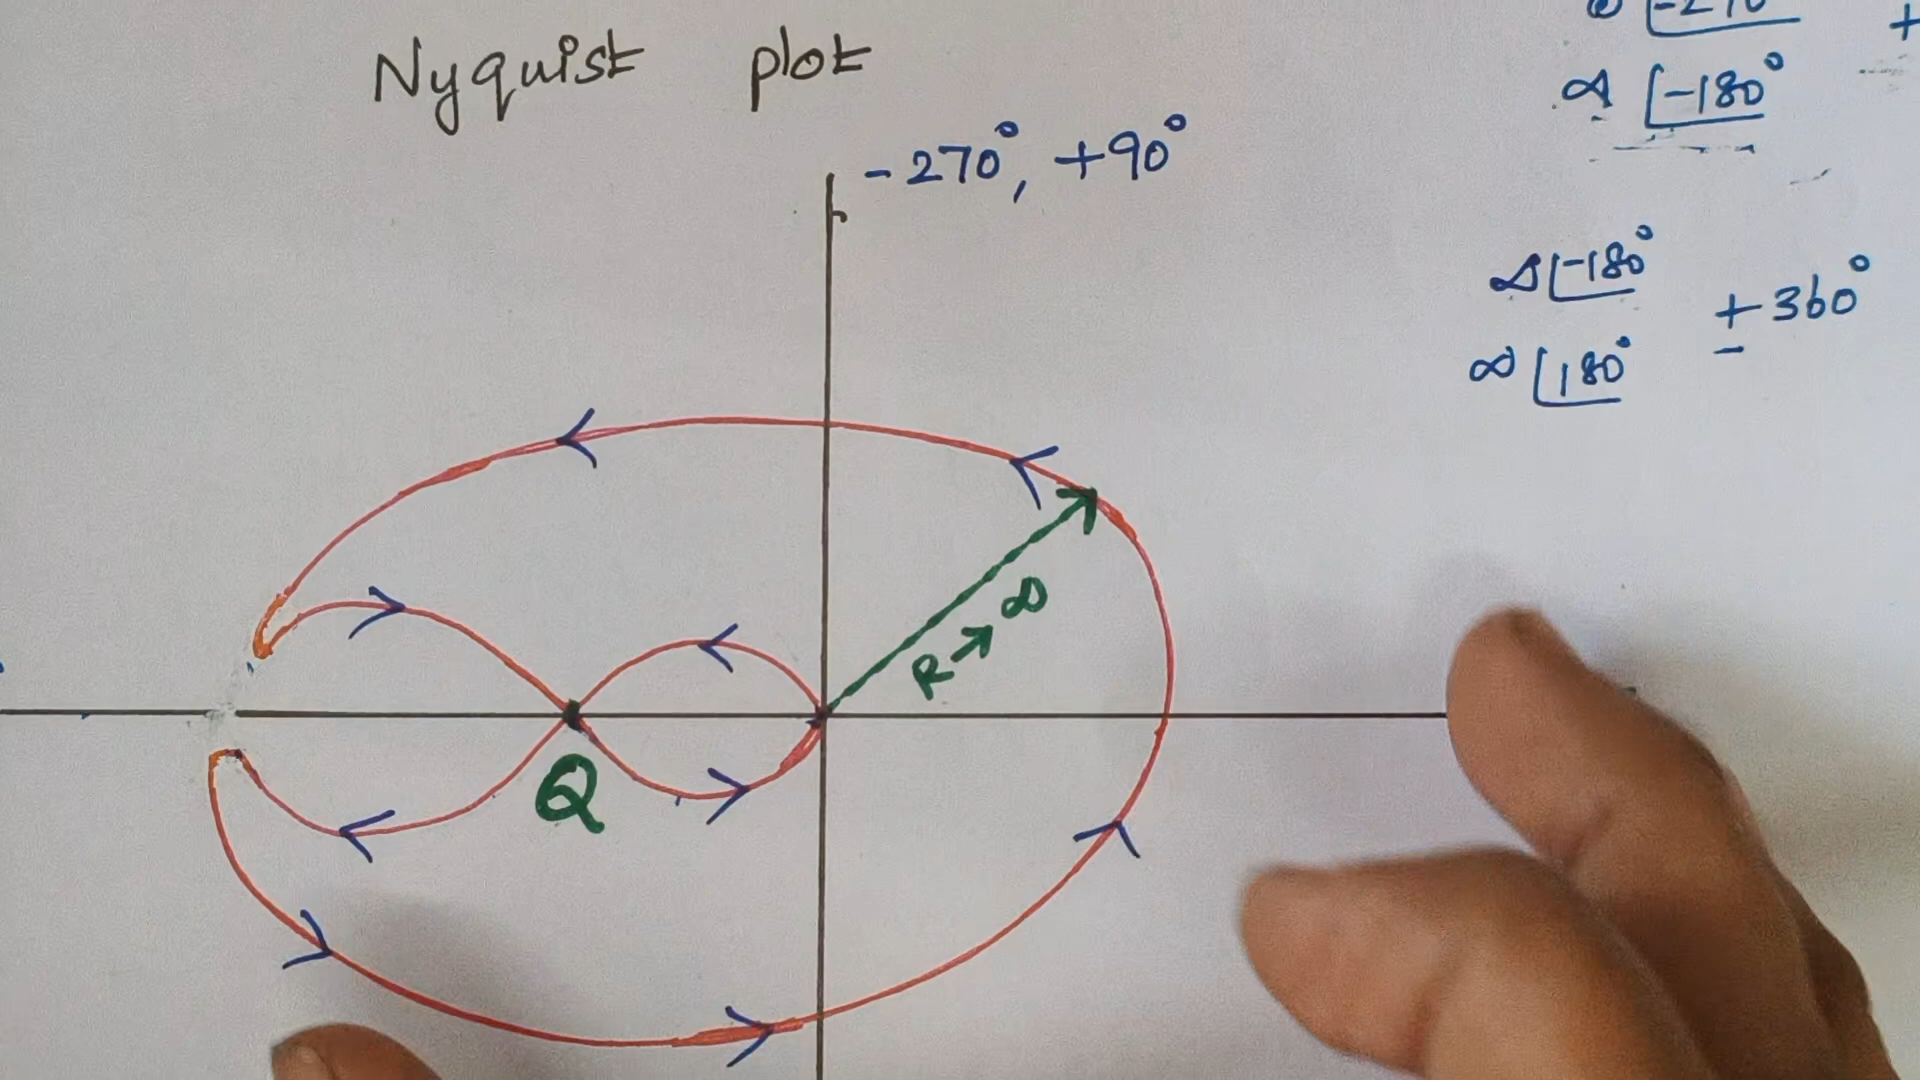 Nyquist plot
∞ ∟-180°
-270°, +90°
∞ ∟-180°
± 360°
∞ ∟180°
R → ∞
Q